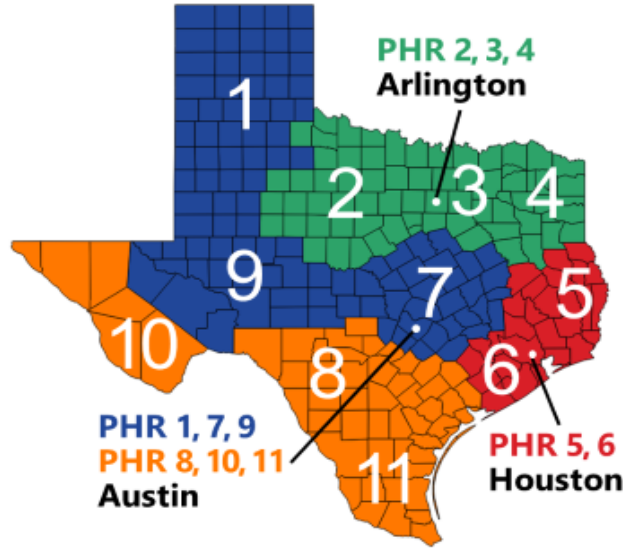 PHR 2, 3, 4
Arlington
1
2
3
4
9
7
5
10
8
6
PHR 1, 7, 9
PHR 8, 10, 11
Austin
11
PHR 5, 6
Houston